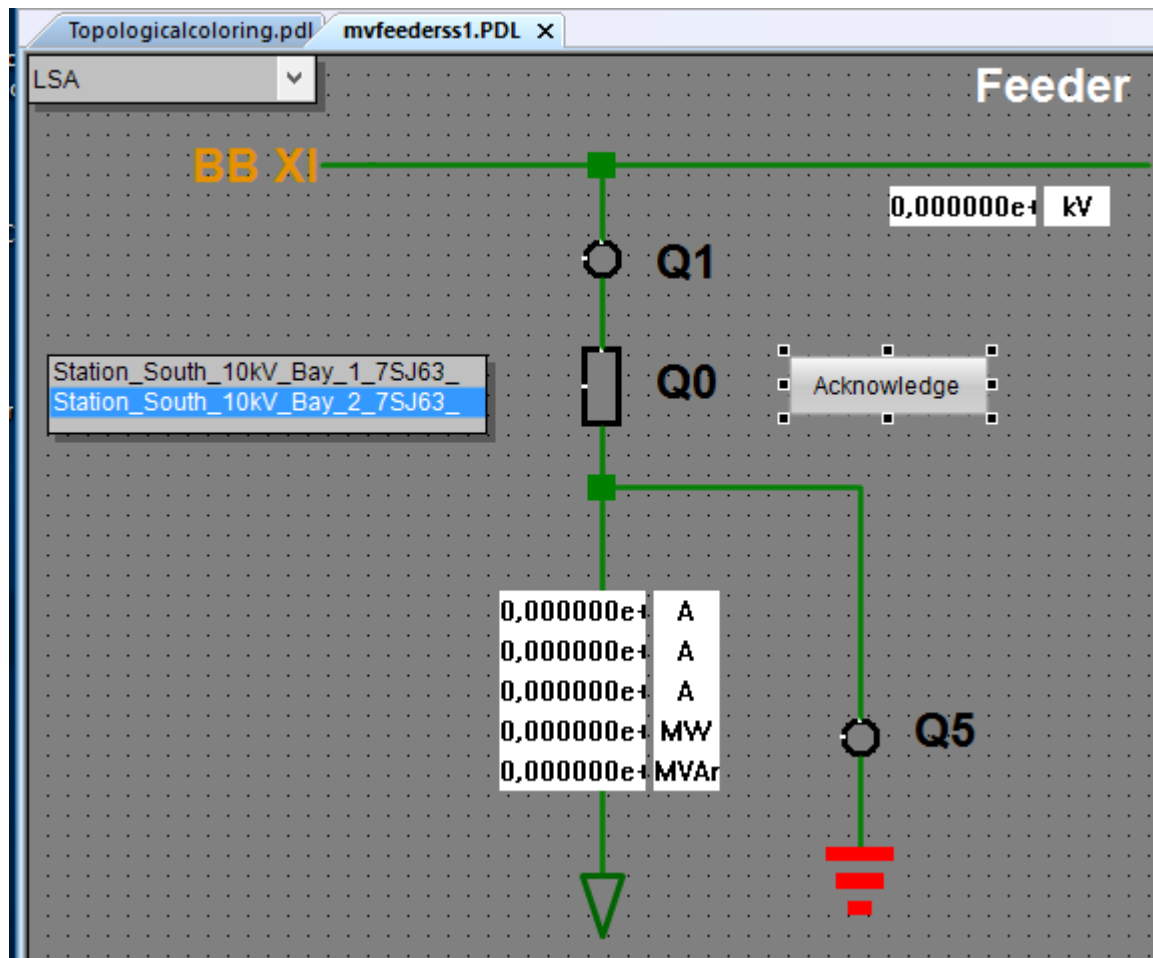 Topologicalcoloring.pdl
mvfeederss1.PDL
LSA
Feeder
BB XI
0,000000e+ kV
Q1
Station_South_10kV_Bay_1_7SJ63_
Station_South_10kV_Bay_2_7SJ63_
Q0
Acknowledge
0,000000e+ A
0,000000e+ A
0,000000e+ A
0,000000e+ MW
0,000000e+ MVAr
Q5